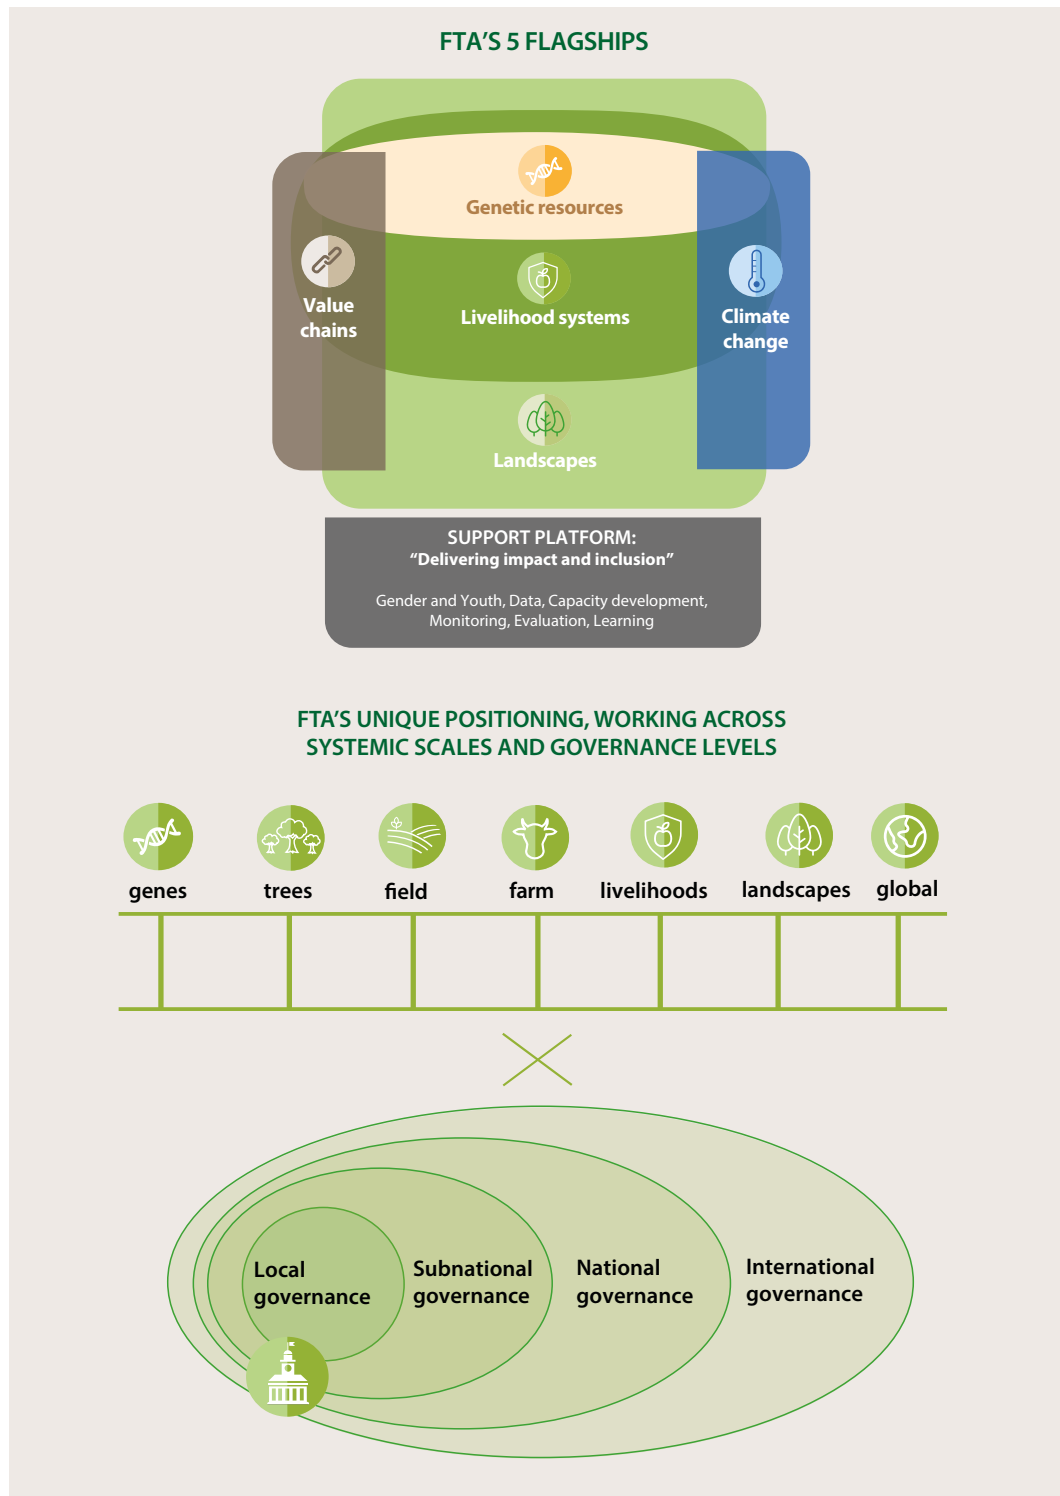 FTA’S 5 FLAGSHIPS
Genetic resources
Value
chains
Livelihood systems
Climate
change
Landscapes
SUPPORT PLATFORM:
“Delivering impact and inclusion”
Gender and Youth, Data, Capacity development,
Monitoring, Evaluation, Learning
FTA’S UNIQUE POSITIONING, WORKING ACROSS
SYSTEMIC SCALES AND GOVERNANCE LEVELS
genes
trees
field
farm
livelihoods
landscapes
global
Local
governance
Subnational
governance
National
governance
International
governance